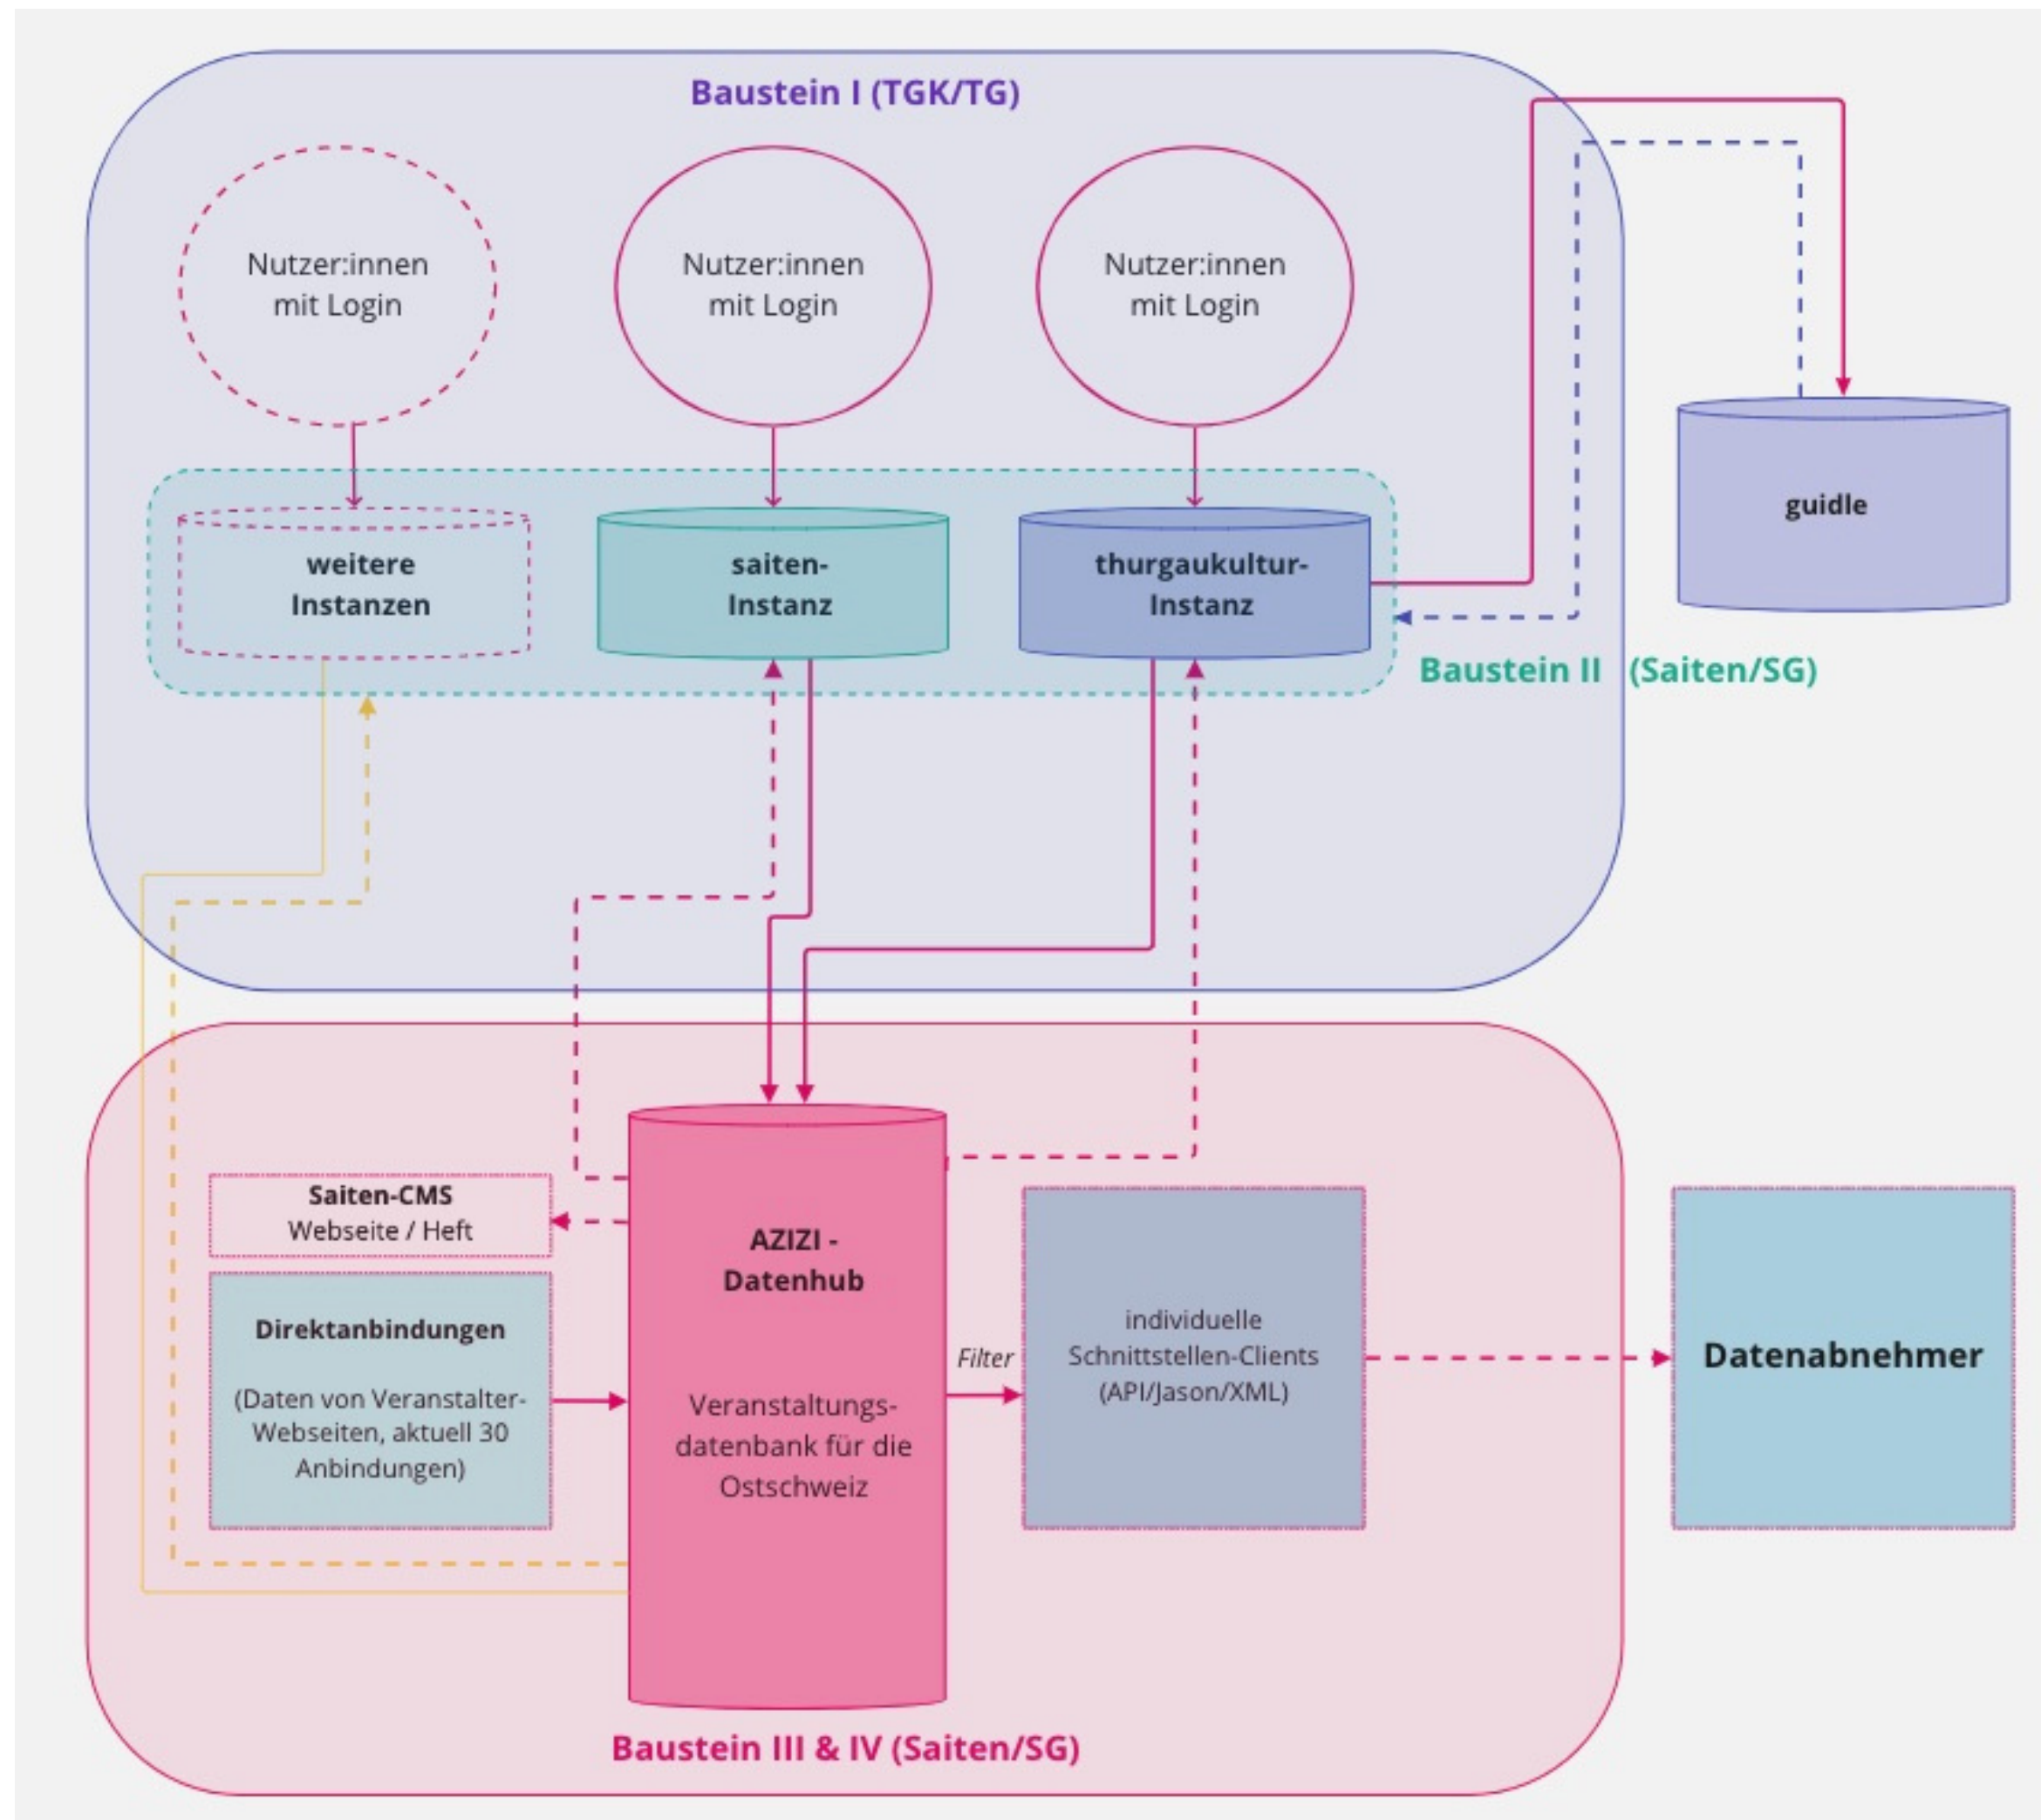 Baustein I (TGK/TG)
Nutzer:innen
mit Login
Nutzer:innen
mit Login
Nutzer:innen
mit Login
weitere
Instanzen
saiten-
Instanz
thurgaukultur-
Instanz
guidle
Baustein II (Saiten/SG)
Saiten-CMS
Webseite / Heft
Direktanbindungen
(Daten von Veranstalter-
Webseiten, aktuell 30
Anbindungen)
AZIZI -
Datenhub
Veranstaltungs-
datenbank für die
Ostschweiz
Filter
individuelle
Schnittstellen-Clients
(API/Jason/XML)
Datenabnehmer
Baustein III & IV (Saiten/SG)